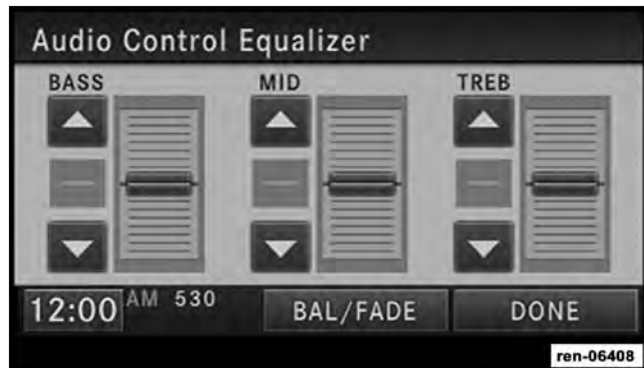 Audio Control Equalizer
BASS MID TREB
12:00 AM 530 BAL/FADE DONE
ren-06408